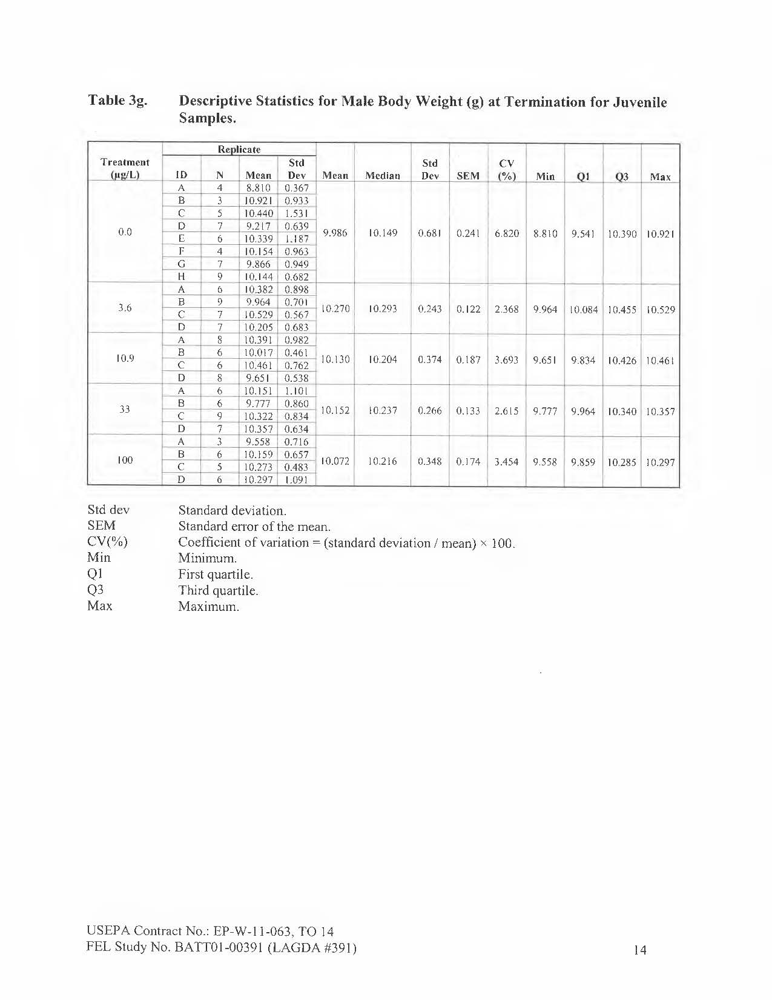 Table 3g. Descriptive Statistics for Male Body Weight (g) at Termination for Juvenile
Samples.
Replicate
Treatment Std Std CV
(µg/L) ID N Mean Dev Mean Median Dev SEM (%) Min Q1 Q3 Max
A 4 8.810 0.367
B 3 10.921 0.933
C 5 10.440 1.531
D 7 9.217 0.639
0.0 9.986 10.149 0.681 0.241 6.820 8.810 9.541 10.390 10.921
E 6 10.339 1.187
F 4 10.154 0.963
G 7 9.866 0.949
H 9 10.144 0.682
A 6 10.382 0.898
B 9 9.964 0.701
3.6 10.270 10.293 0.243 0.122 2.368 9.964 10.084 10.455 10.529
C 7 10.529 0.567
D 7 10.205 0.683
A 8 10.391 0.982
B 6 10.017 0.461
10.9 10.130 10.204 0.374 0.187 3.693 9.651 9.834 10.426 10.461
C 6 10.461 0.762
D 8 9.651 0.538
A 6 10.151 1.101
B 6 9.777 0.860
33 10.152 10.237 0.266 0.133 2.615 9.777 9.964 10.340 10.357
C 9 10.322 0.834
D 7 10.357 0.634
A 3 9.558 0.716
B 6 10.159 0.657
100 10.072 10.216 0.348 0.174 3.454 9.558 9.859 10.285 10.297
C 5 10.273 0.483
D 6 10.297 1.091
Std dev Standard deviation.
SEM Standard error of the mean.
CV(%) Coefficient of variation = (standard deviation / mean) × 100.
Min Minimum.
Q1 First quartile.
Q3 Third quartile.
Max Maximum.
USEPA Contract No.: EP-W-11-063, TO 14
FEL Study No. BATT01-00391 (LAGDA #391) 14